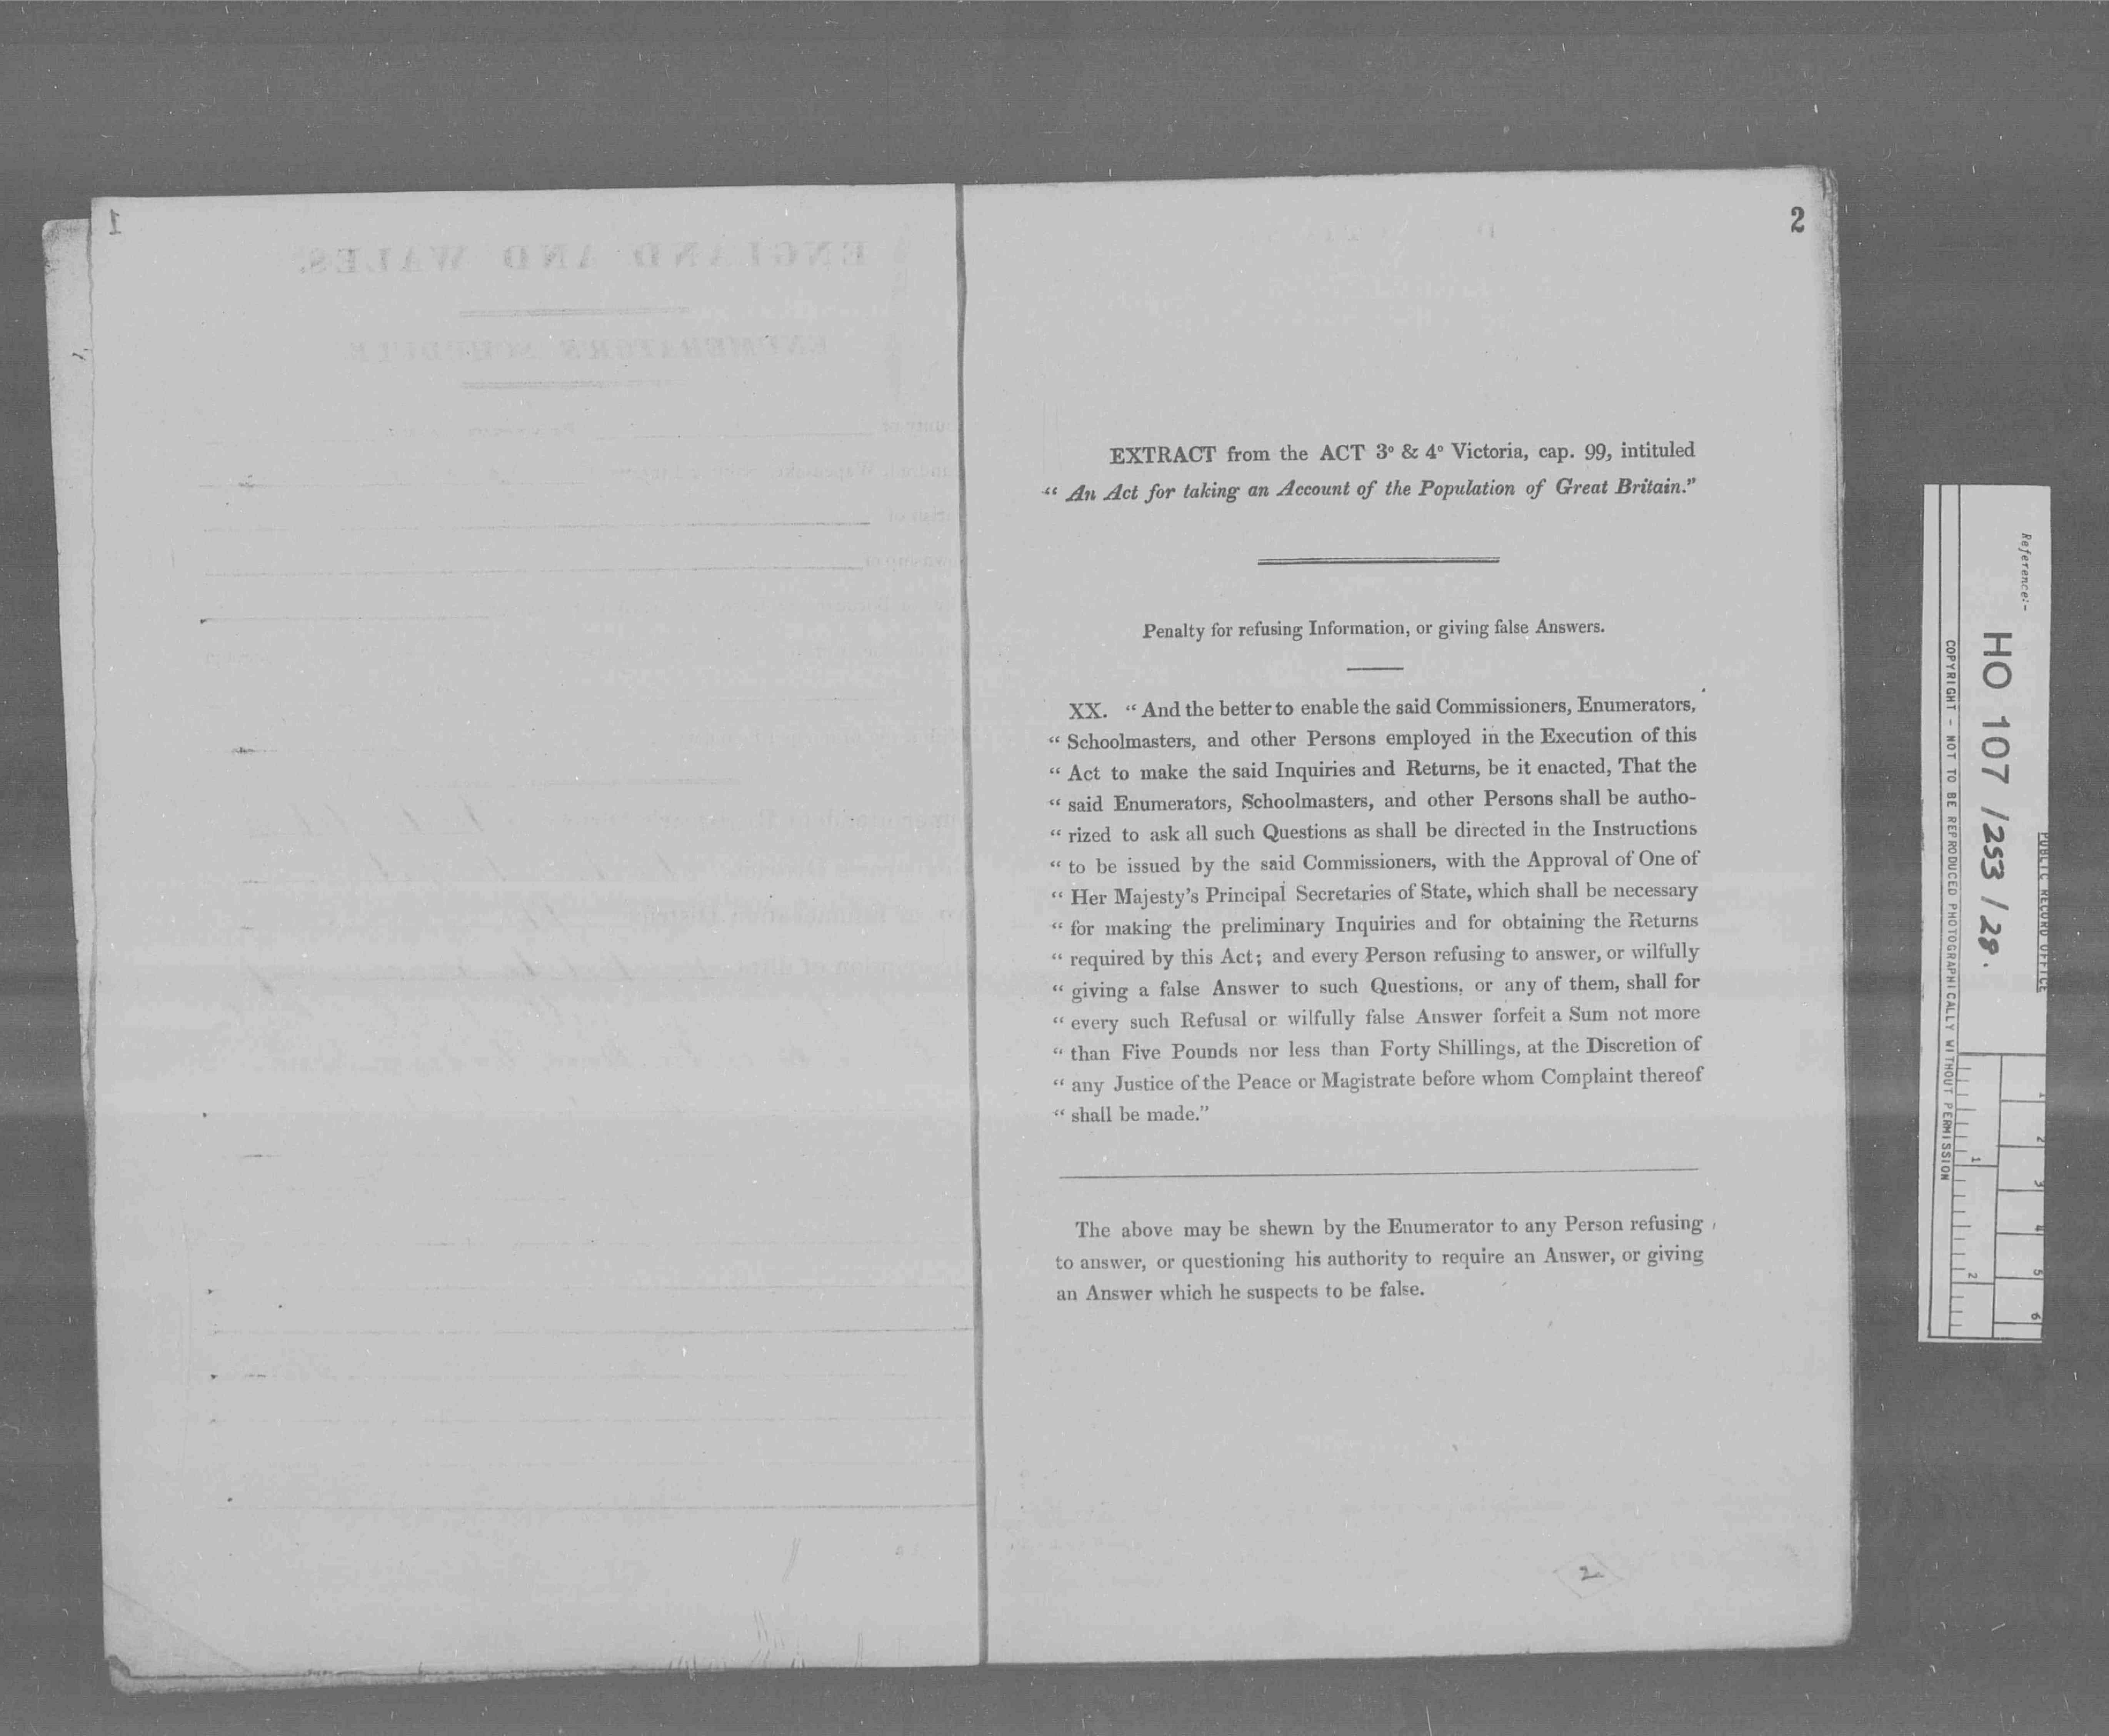 1
ENGLAND AND WALES.
ENUMERATOR'S SCHEDULE
2
EXTRACT from the ACT 3º & 4º Victoria, cap. 99, intituled
“ An Act for taking an Account of the Population of Great Britain.”
Penalty for refusing Information, or giving false Answers.
XX. “ And the better to enable the said Commissioners, Enumerators,
“ Schoolmasters, and other Persons employed in the Execution of this
“ Act to make the said Inquiries and Returns, be it enacted, That the
“ said Enumerators, Schoolmasters, and other Persons shall be autho-
“ rized to ask all such Questions as shall be directed in the Instructions
“ to be issued by the said Commissioners, with the Approval of One of
“ Her Majesty’s Principal Secretaries of State, which shall be necessary
“ for making the preliminary Inquiries and for obtaining the Returns
“ required by this Act; and every Person refusing to answer, or wilfully
“ giving a false Answer to such Questions, or any of them, shall for
“ every such Refusal or wilfully false Answer forfeit a Sum not more
“ than Five Pounds nor less than Forty Shillings, at the Discretion of
“ any Justice of the Peace or Magistrate before whom Complaint thereof
“ shall be made.”
The above may be shewn by the Enumerator to any Person refusing
to answer, or questioning his authority to require an Answer, or giving
an Answer which he suspects to be false.
2
PUBLIC RECORD OFFICE
Reference:-
HO 107 / 253 / 28.
COPYRIGHT - NOT TO BE REPRODUCED PHOTOGRAPHICALLY WITHOUT PERMISSION
1 2 3 4 5 6
1 2